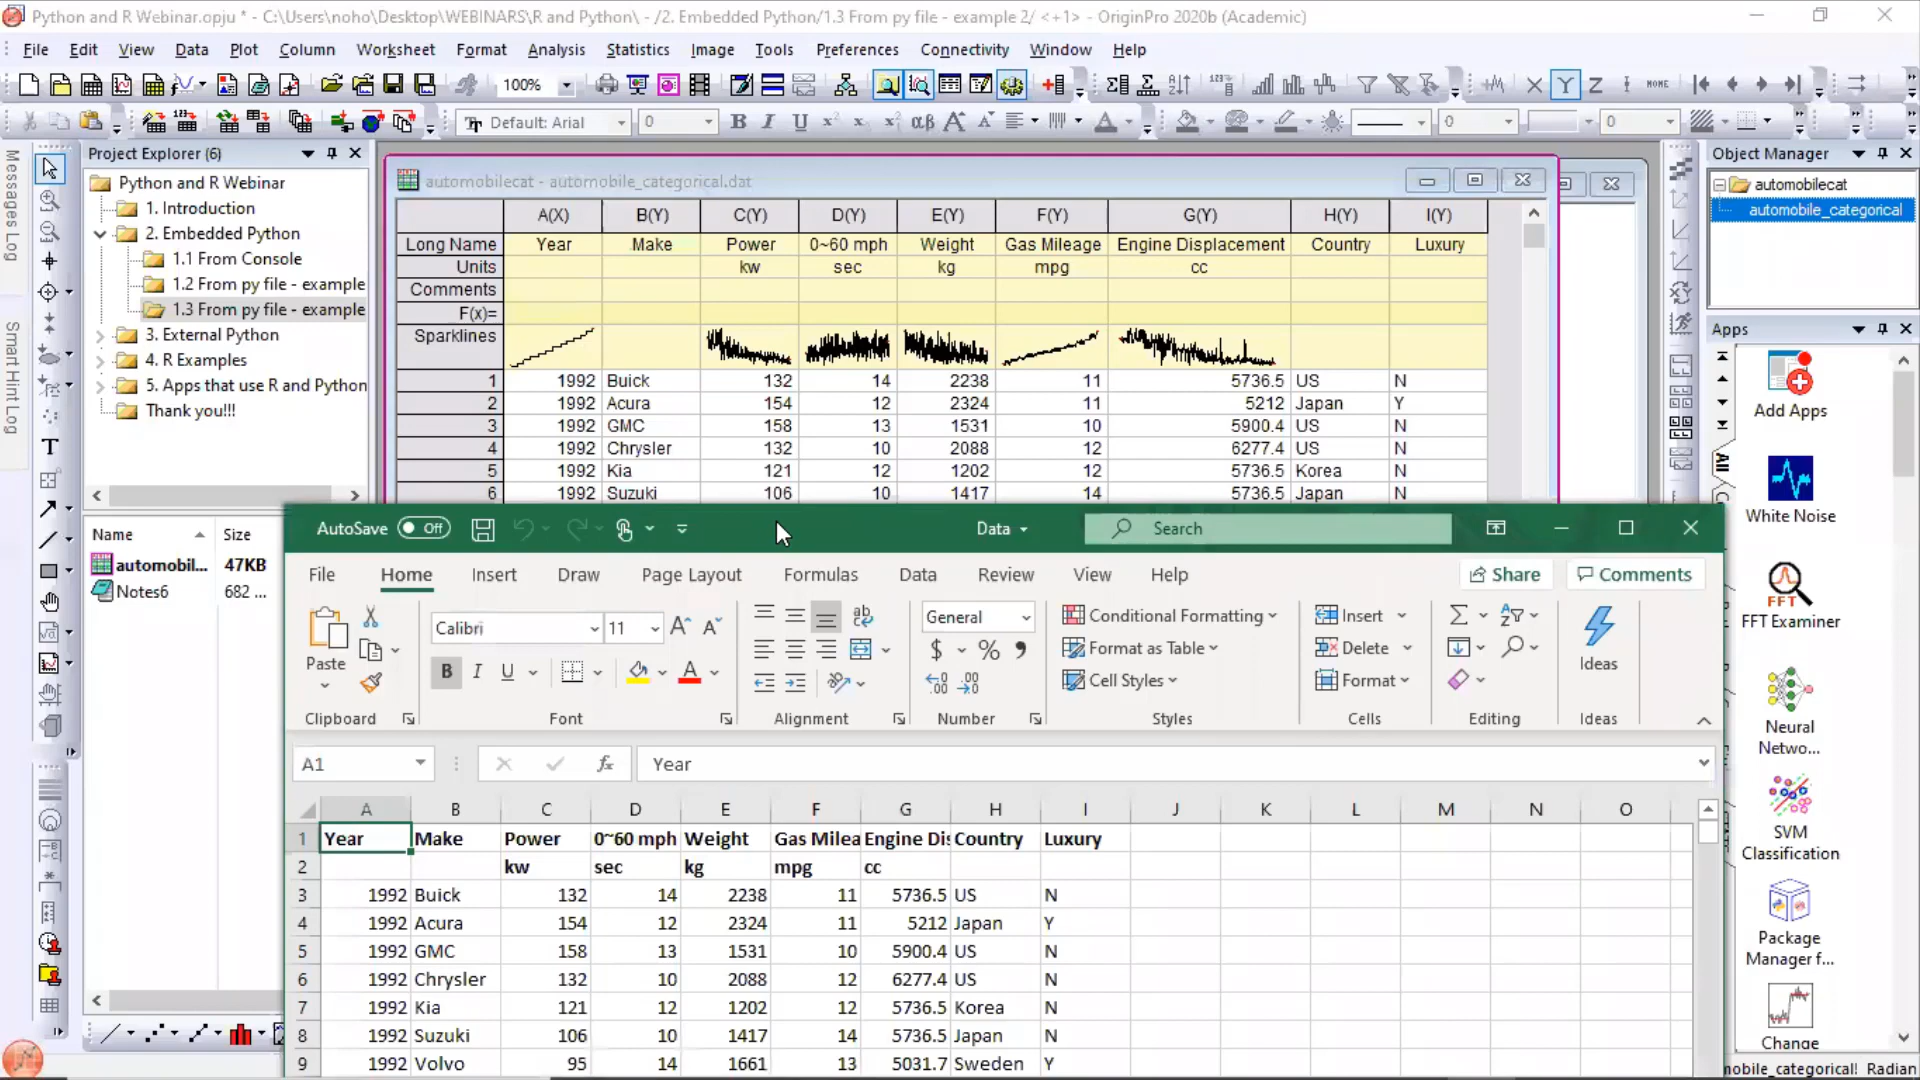 Python and R Webinar.opju * - C:\Users\noho\Desktop\WEBINARS\R and Python\ - /2. Embedded Python/1.3 From py file - example 2/ <+1> - OriginPro 2020b (Academic)
File Edit View Data Plot Column Worksheet Format Analysis Statistics Image Tools Preferences Connectivity Window Help
100%
X Y Z HOME
Default: Arial 0 B I U αβ A A 0 0
Messages Log
Smart Hint Log
Project Explorer (6)
Python and R Webinar
1. Introduction
2. Embedded Python
1.1 From Console
1.2 From py file - example
1.3 From py file - example
3. External Python
4. R Examples
5. Apps that use R and Python
Thank you!!!
Name Size
automobil... 47KB
Notes6 682 ...
automobilecat - automobile_categorical.dat
A(X) B(Y) C(Y) D(Y) E(Y) F(Y) G(Y) H(Y) I(Y)
Long Name Year Make Power 0~60 mph Weight Gas Mileage Engine Displacement Country Luxury
Units kw sec kg mpg cc
Comments
F(x)=
Sparklines
1 1992 Buick 132 14 2238 11 5736.5 US N
2 1992 Acura 154 12 2324 11 5212 Japan Y
3 1992 GMC 158 13 1531 10 5900.4 US N
4 1992 Chrysler 132 10 2088 12 6277.4 US N
5 1992 Kia 121 12 1202 12 5736.5 Korea N
6 1992 Suzuki 106 10 1417 14 5736.5 Japan N
Object Manager
automobilecat
automobile_categorical
Apps
All
Add Apps
White Noise
FFT
FFT Examiner
Neural
Netwo...
SVM
Classification
Package
Manager f...
Change
AutoSave Off Data Search
File Home Insert Draw Page Layout Formulas Data Review View Help Share Comments
Paste
Calibri 11 A A
B I U A
ab
General
$ %
Conditional Formatting
Format as Table
Cell Styles
Insert
Delete
Format
Ideas
Clipboard Font Alignment Number Styles Cells Editing Ideas
A1 fx Year
A B C D E F G H I J K L M N O
1 Year Make Power 0~60 mph Weight Gas Milea Engine Dis Country Luxury
2 kw sec kg mpg cc
3 1992 Buick 132 14 2238 11 5736.5 US N
4 1992 Acura 154 12 2324 11 5212 Japan Y
5 1992 GMC 158 13 1531 10 5900.4 US N
6 1992 Chrysler 132 10 2088 12 6277.4 US N
7 1992 Kia 121 12 1202 12 5736.5 Korea N
8 1992 Suzuki 106 10 1417 14 5736.5 Japan N
9 1992 Volvo 95 14 1661 13 5031.7 Sweden Y
mobile_categorical! Radian